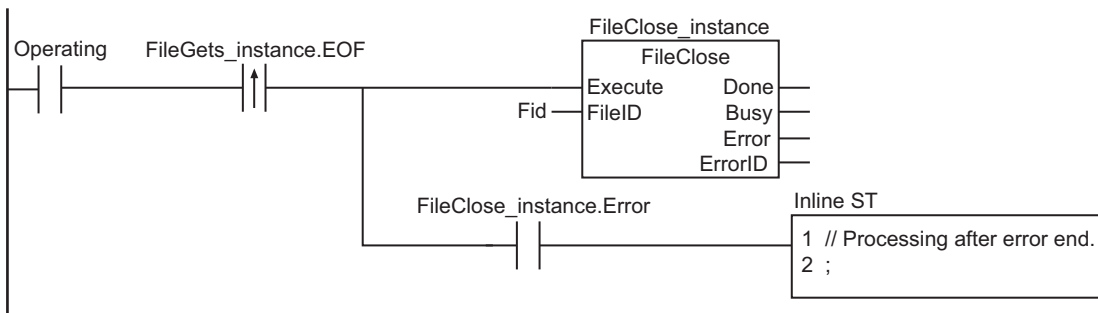 FileClose_instance
Operating
FileGets_instance.EOF
FileClose
Execute
Done
Fid
FileID
Busy
Error
ErrorID
FileClose_instance.Error
Inline ST
1 // Processing after error end.
2 ;